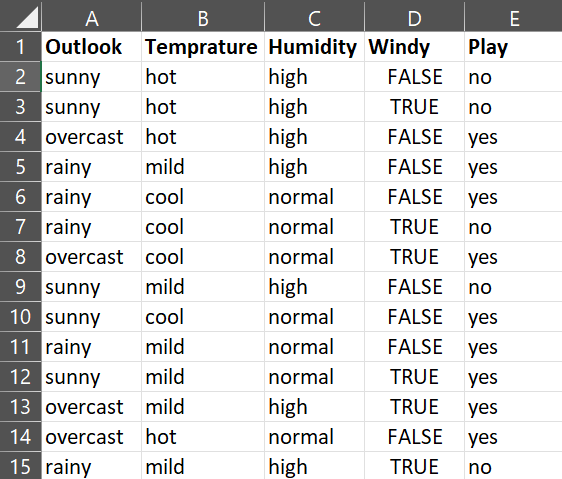 A B C D E
1 Outlook Temprature Humidity Windy Play
2 sunny hot high FALSE no
3 sunny hot high TRUE no
4 overcast hot high FALSE yes
5 rainy mild high FALSE yes
6 rainy cool normal FALSE yes
7 rainy cool normal TRUE no
8 overcast cool normal TRUE yes
9 sunny mild high FALSE no
10 sunny cool normal FALSE yes
11 rainy mild normal FALSE yes
12 sunny mild normal TRUE yes
13 overcast mild high TRUE yes
14 overcast hot normal FALSE yes
15 rainy mild high TRUE no